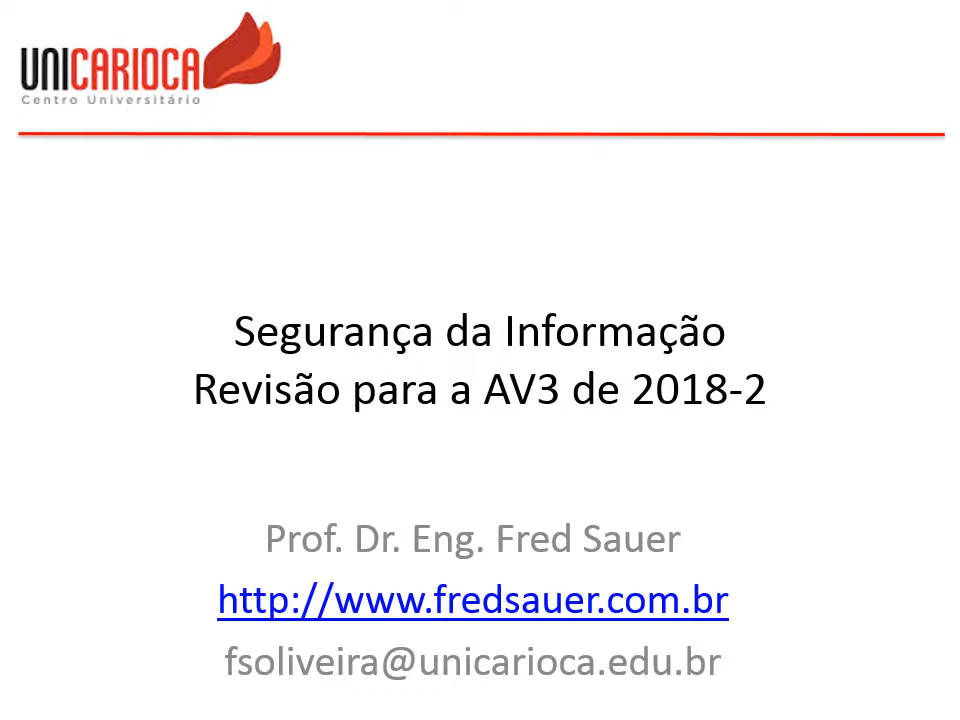 UNICARIOCA
Centro Universitário
Segurança da Informação
Revisão para a AV3 de 2018-2
Prof. Dr. Eng. Fred Sauer
http://www.fredsauer.com.br
fsoliveira@unicarioca.edu.br